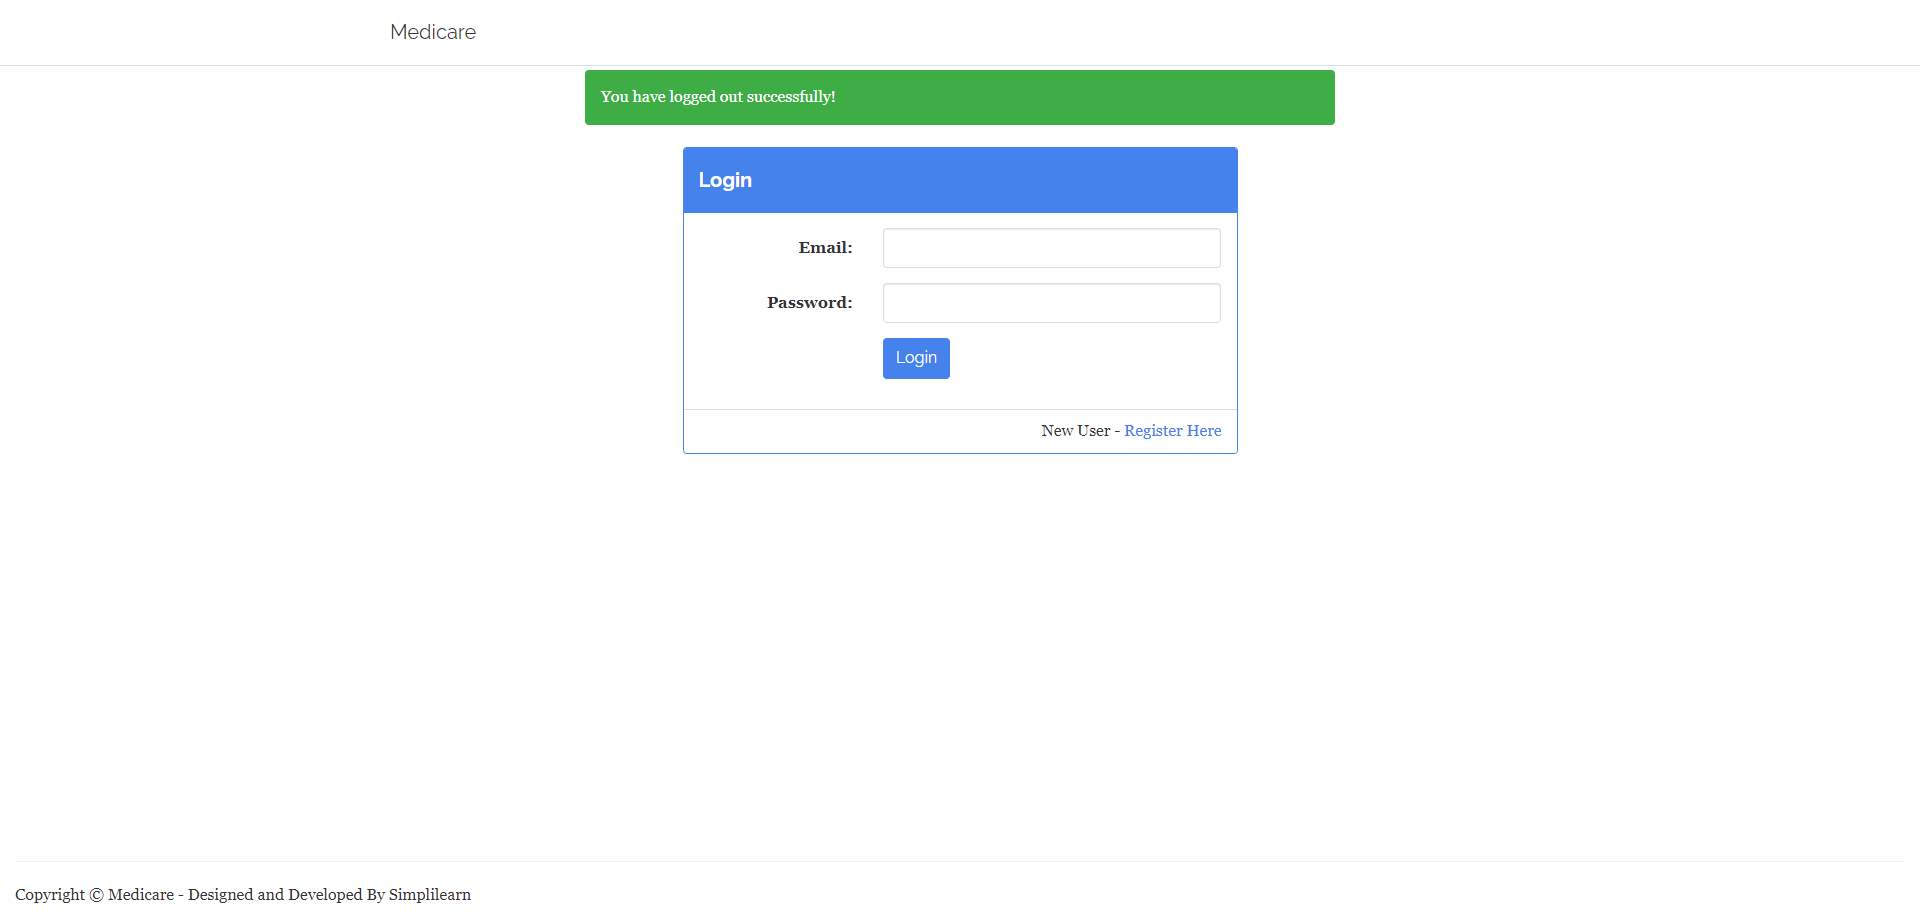 Medicare
You have logged out successfully!
Login
Email:
Password:
Login
New User - Register Here
Copyright © Medicare - Designed and Developed By Simplilearn